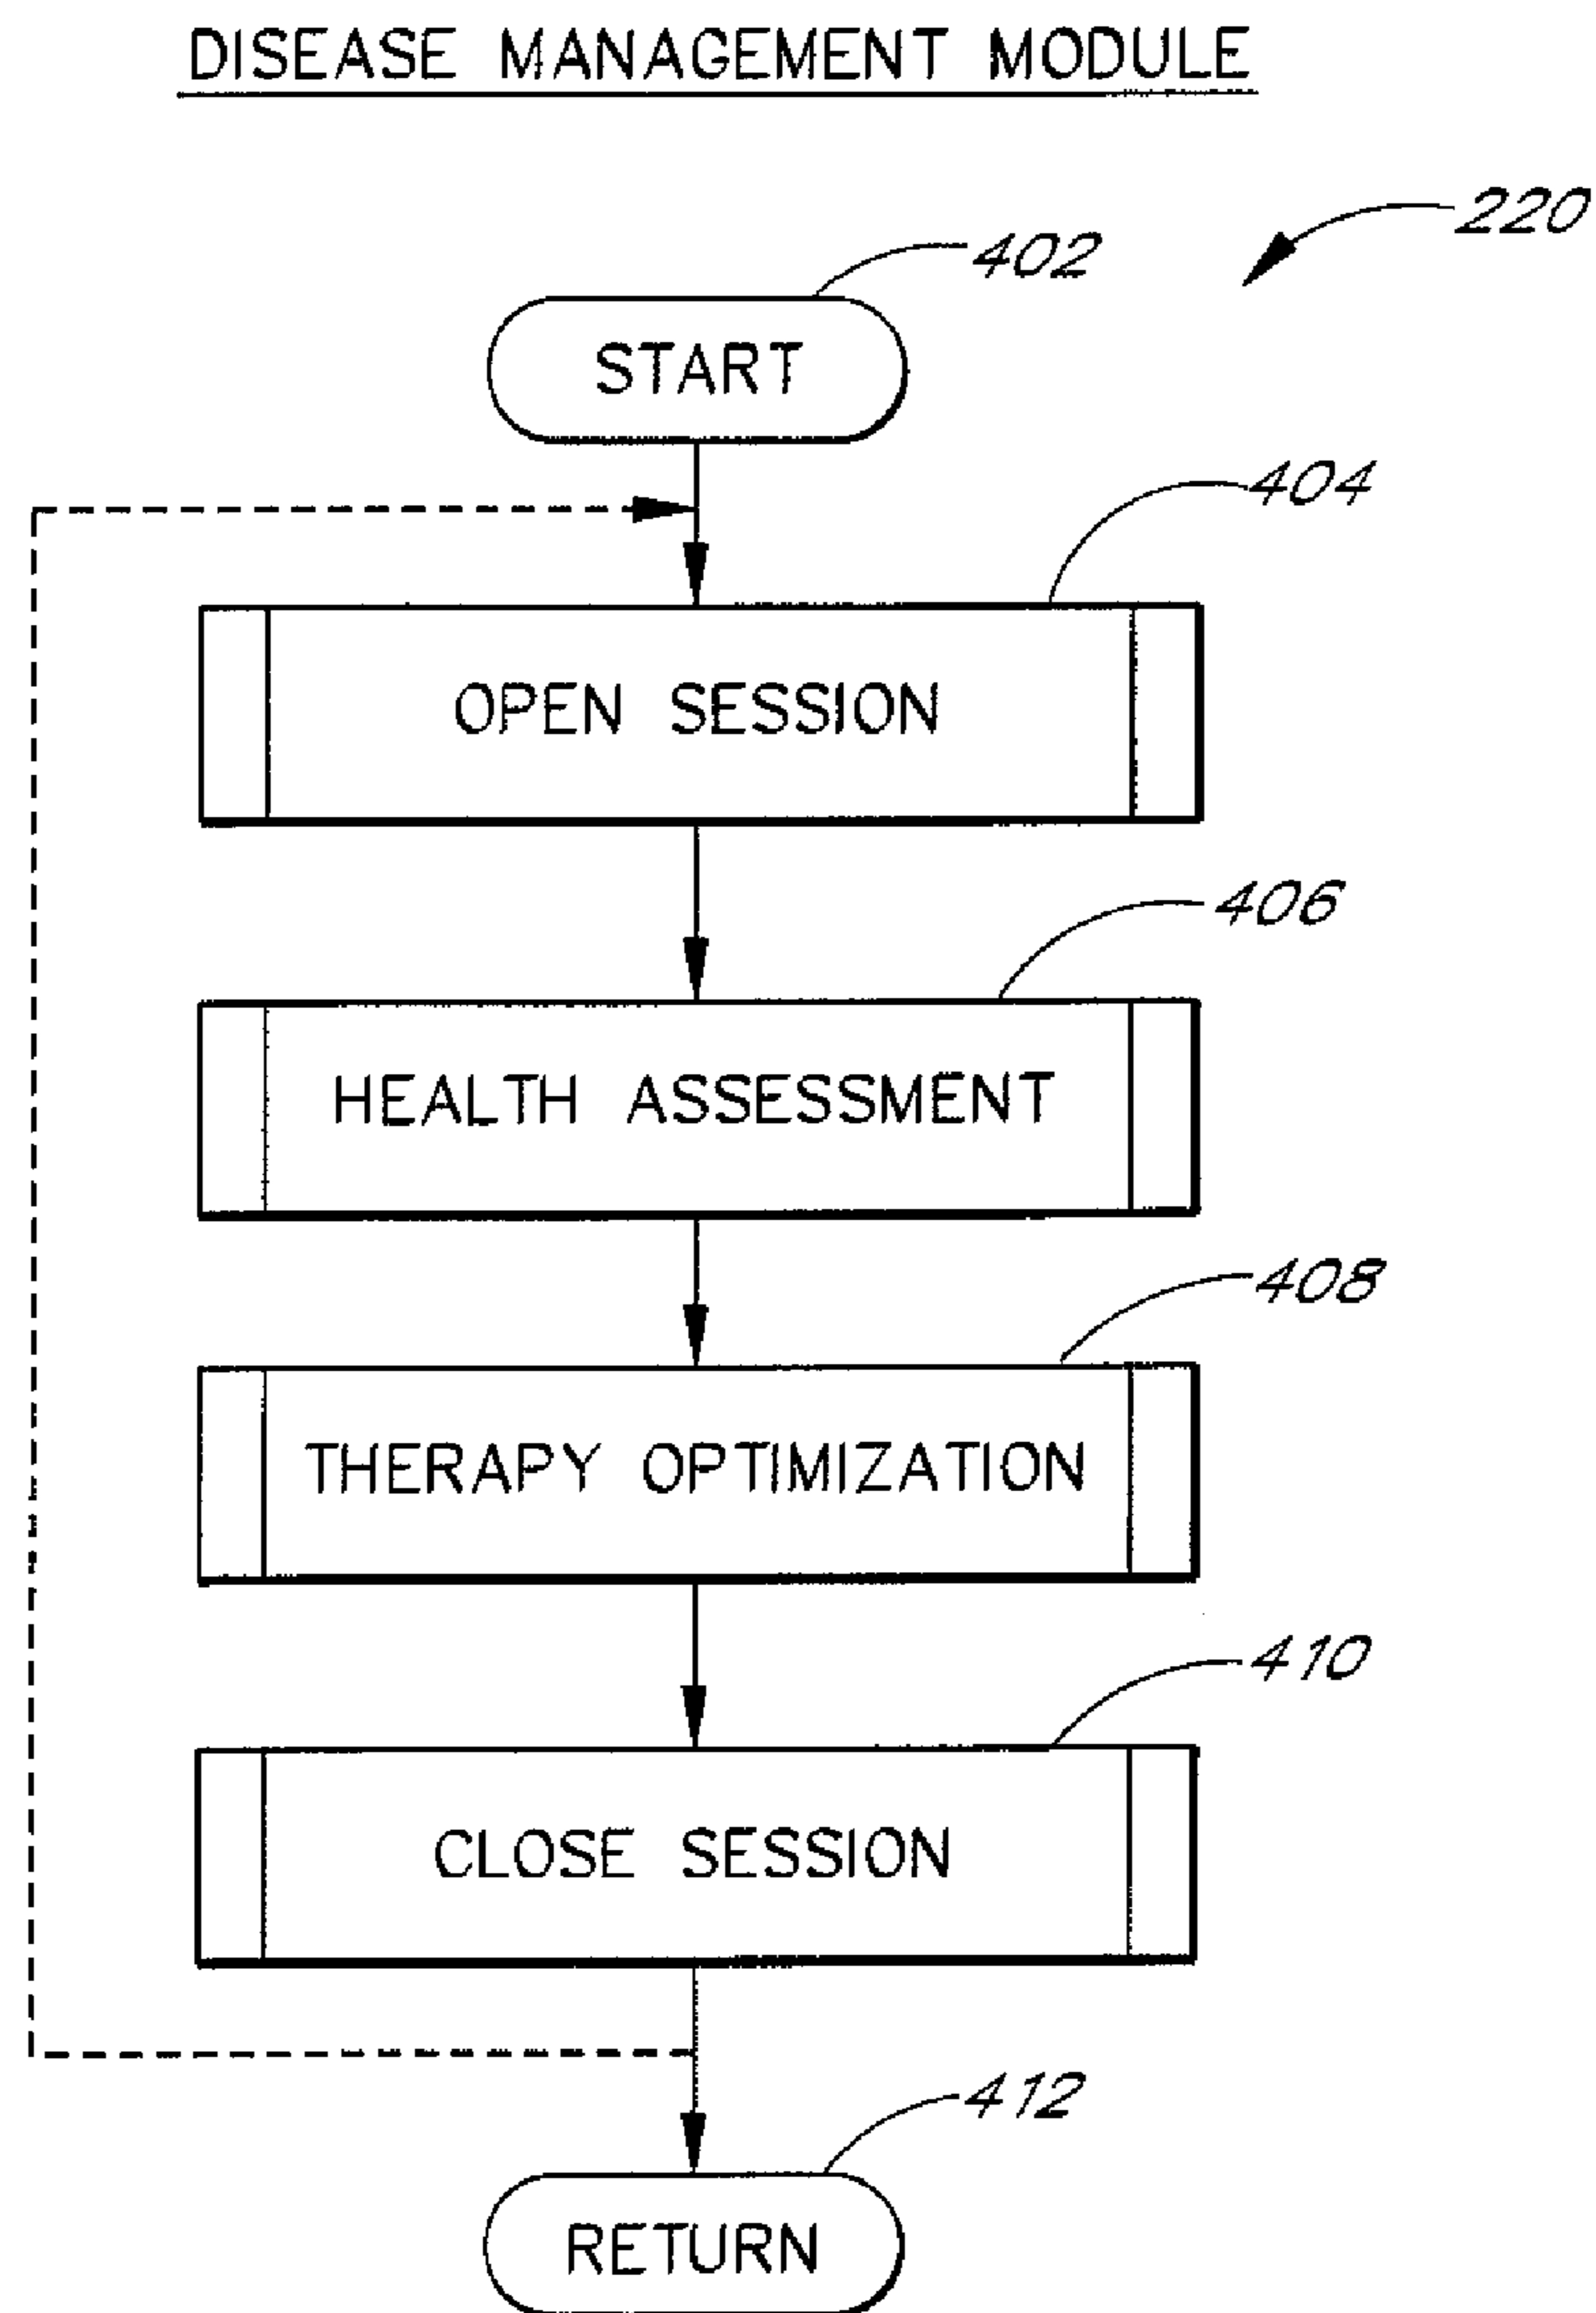 DISEASE MANAGEMENT MODULE
220
402
START
404
OPEN SESSION
406
HEALTH ASSESSMENT
408
THERAPY OPTIMIZATION
410
CLOSE SESSION
412
RETURN